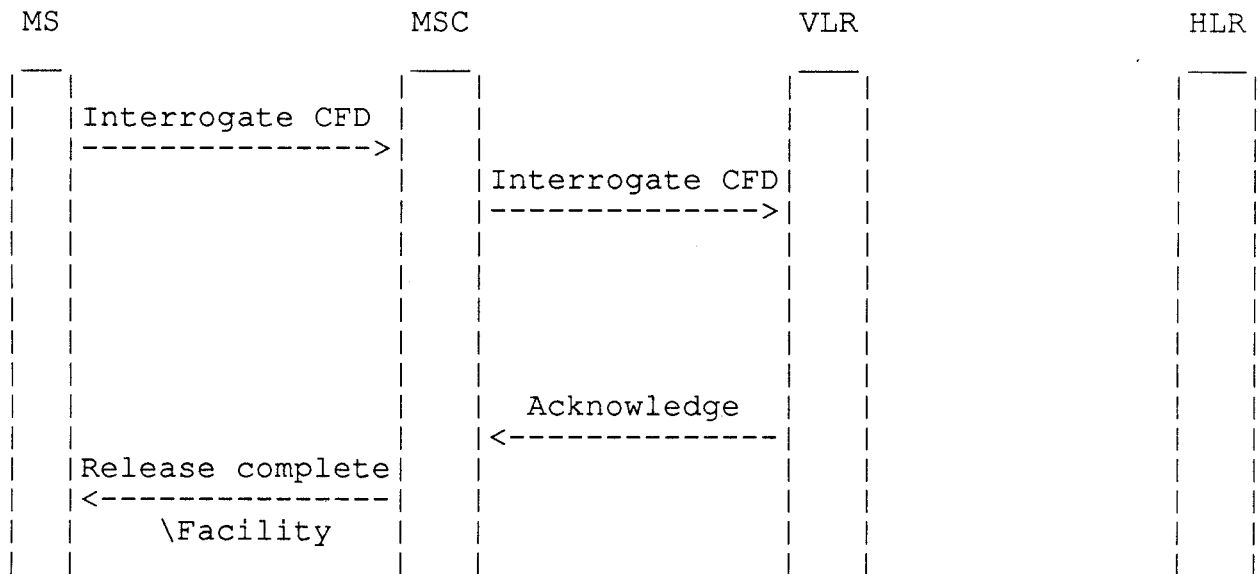 MS MSC VLR HLR
Interrogate CFD
--------------->
Interrogate CFD
-------------->
Acknowledge
<--------------
Release complete
<---------------
\Facility